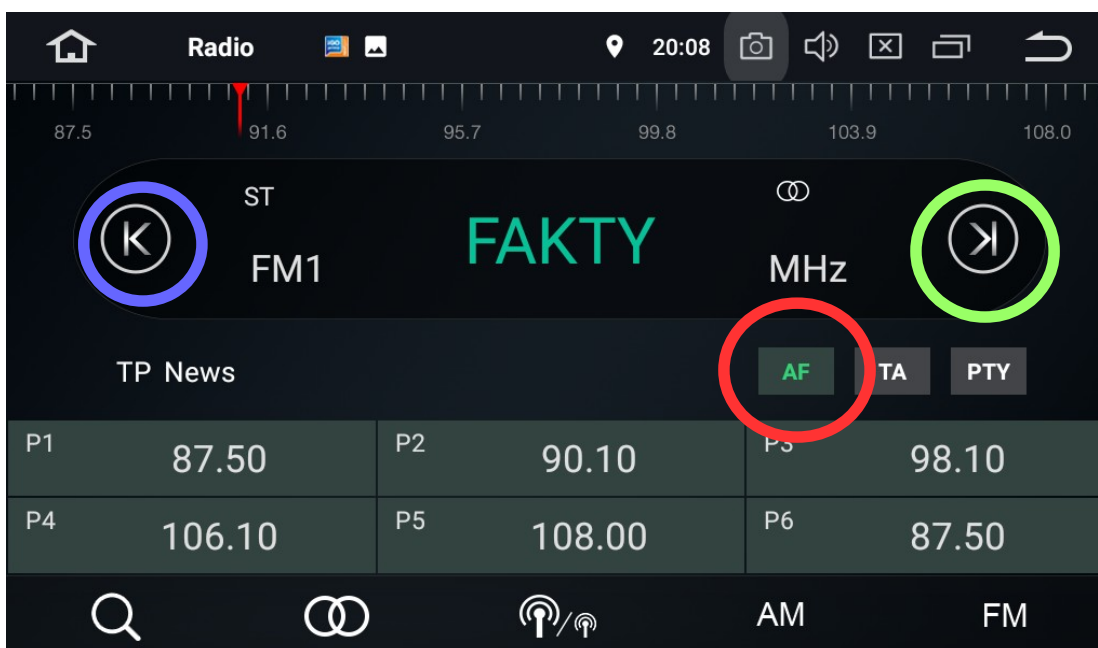 Radio 20:08
87.5 91.6 95.7 99.8 103.9 108.0
ST
FM1 FAKTY MHz
TP News AF TA PTY
P1 87.50 P2 90.10 P3 98.10
P4 106.10 P5 108.00 P6 87.50
AM FM